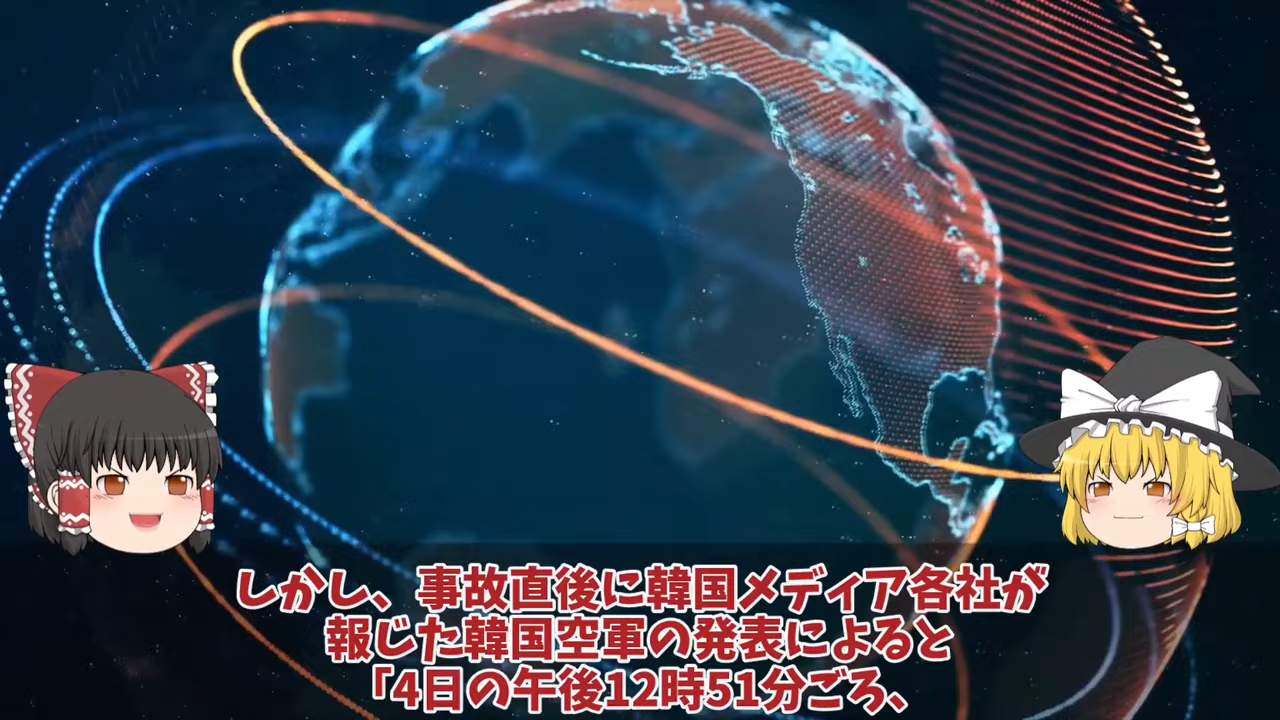 しかし、事故直後に韓国メディア各社が
報じた韓国空軍の発表によると
「4日の午後12時51分ごろ、